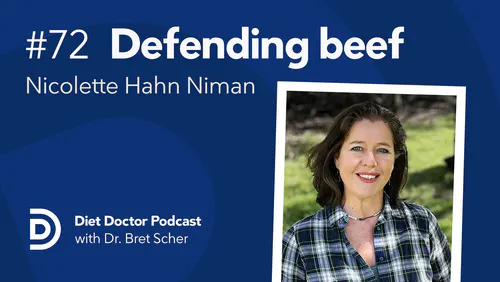 #72 Defending beef
Nicolette Hahn Niman
Diet Doctor Podcast
with Dr. Bret Scher